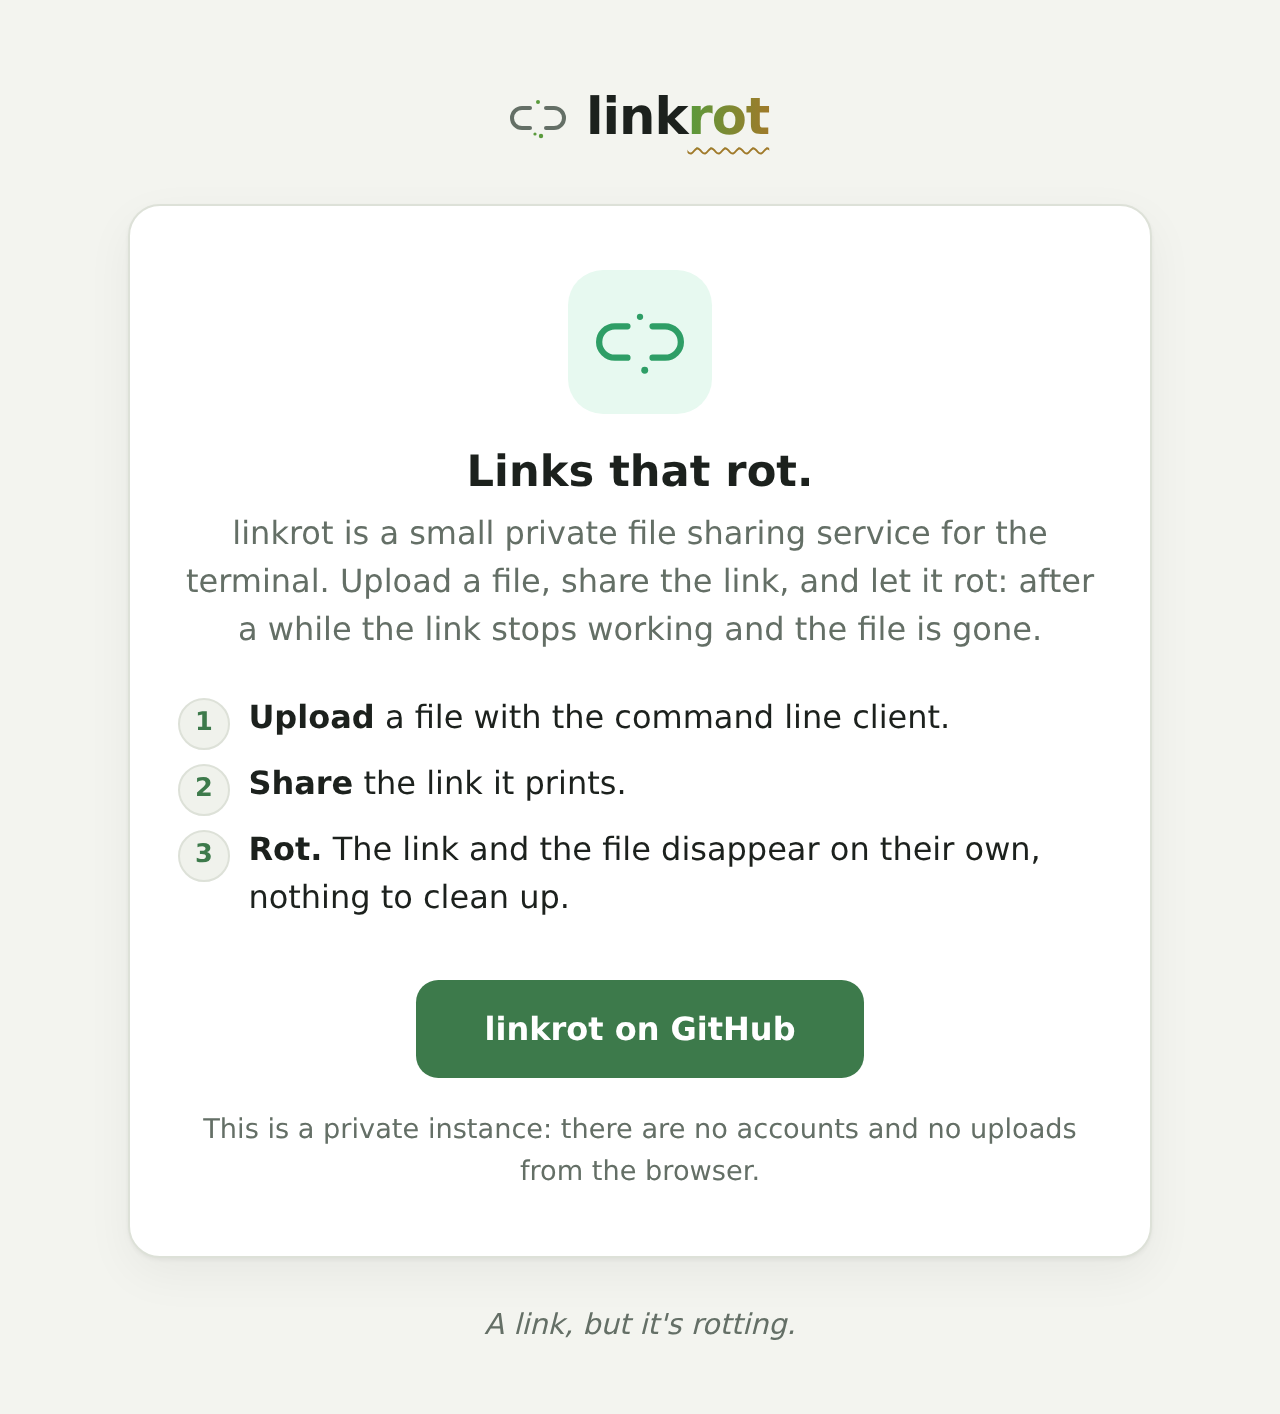 linkrot
Links that rot.
linkrot is a small private file sharing service for the
terminal. Upload a file, share the link, and let it rot: after
a while the link stops working and the file is gone.
1 Upload a file with the command line client.
2 Share the link it prints.
3 Rot. The link and the file disappear on their own,
nothing to clean up.
linkrot on GitHub
This is a private instance: there are no accounts and no uploads
from the browser.
A link, but it's rotting.